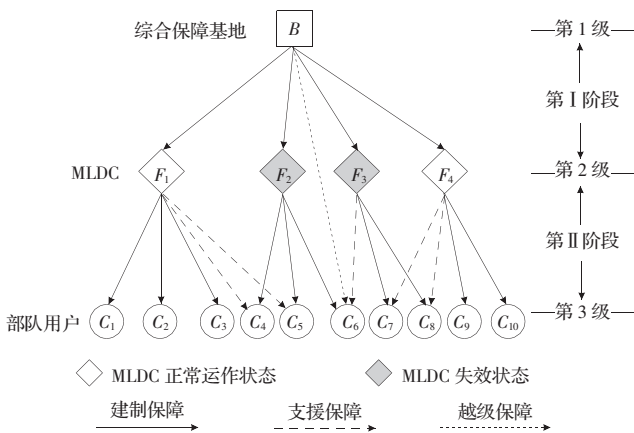 综合保障基地 B 第1级
第Ⅰ阶段
MLDC F₁ F₂ F₃ F₄ 第2级
第Ⅱ阶段
部队用户 C₁ C₂ C₃ C₄ C₅ C₆ C₇ C₈ C₉ C₁₀ 第3级
MLDC 正常运作状态 MLDC 失效状态
建制保障 支援保障 越级保障